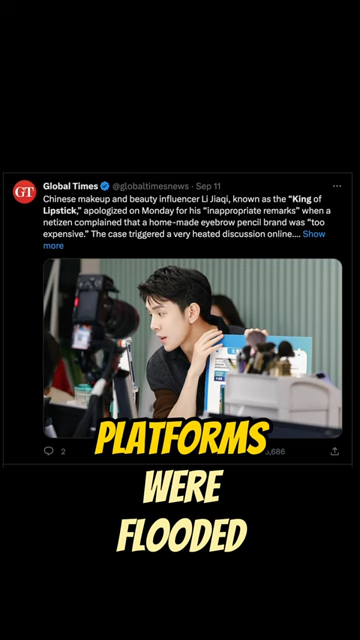 GT
Global Times @globaltimesnews · Sep 11
Chinese makeup and beauty influencer Li Jiaqi, known as the "King of
Lipstick," apologized on Monday for his "inappropriate remarks" when a
netizen complained that a home-made eyebrow pencil brand was "too
expensive." The case triggered a very heated discussion online.... Show
more
PLATFORMS
WERE
FLOODED
2